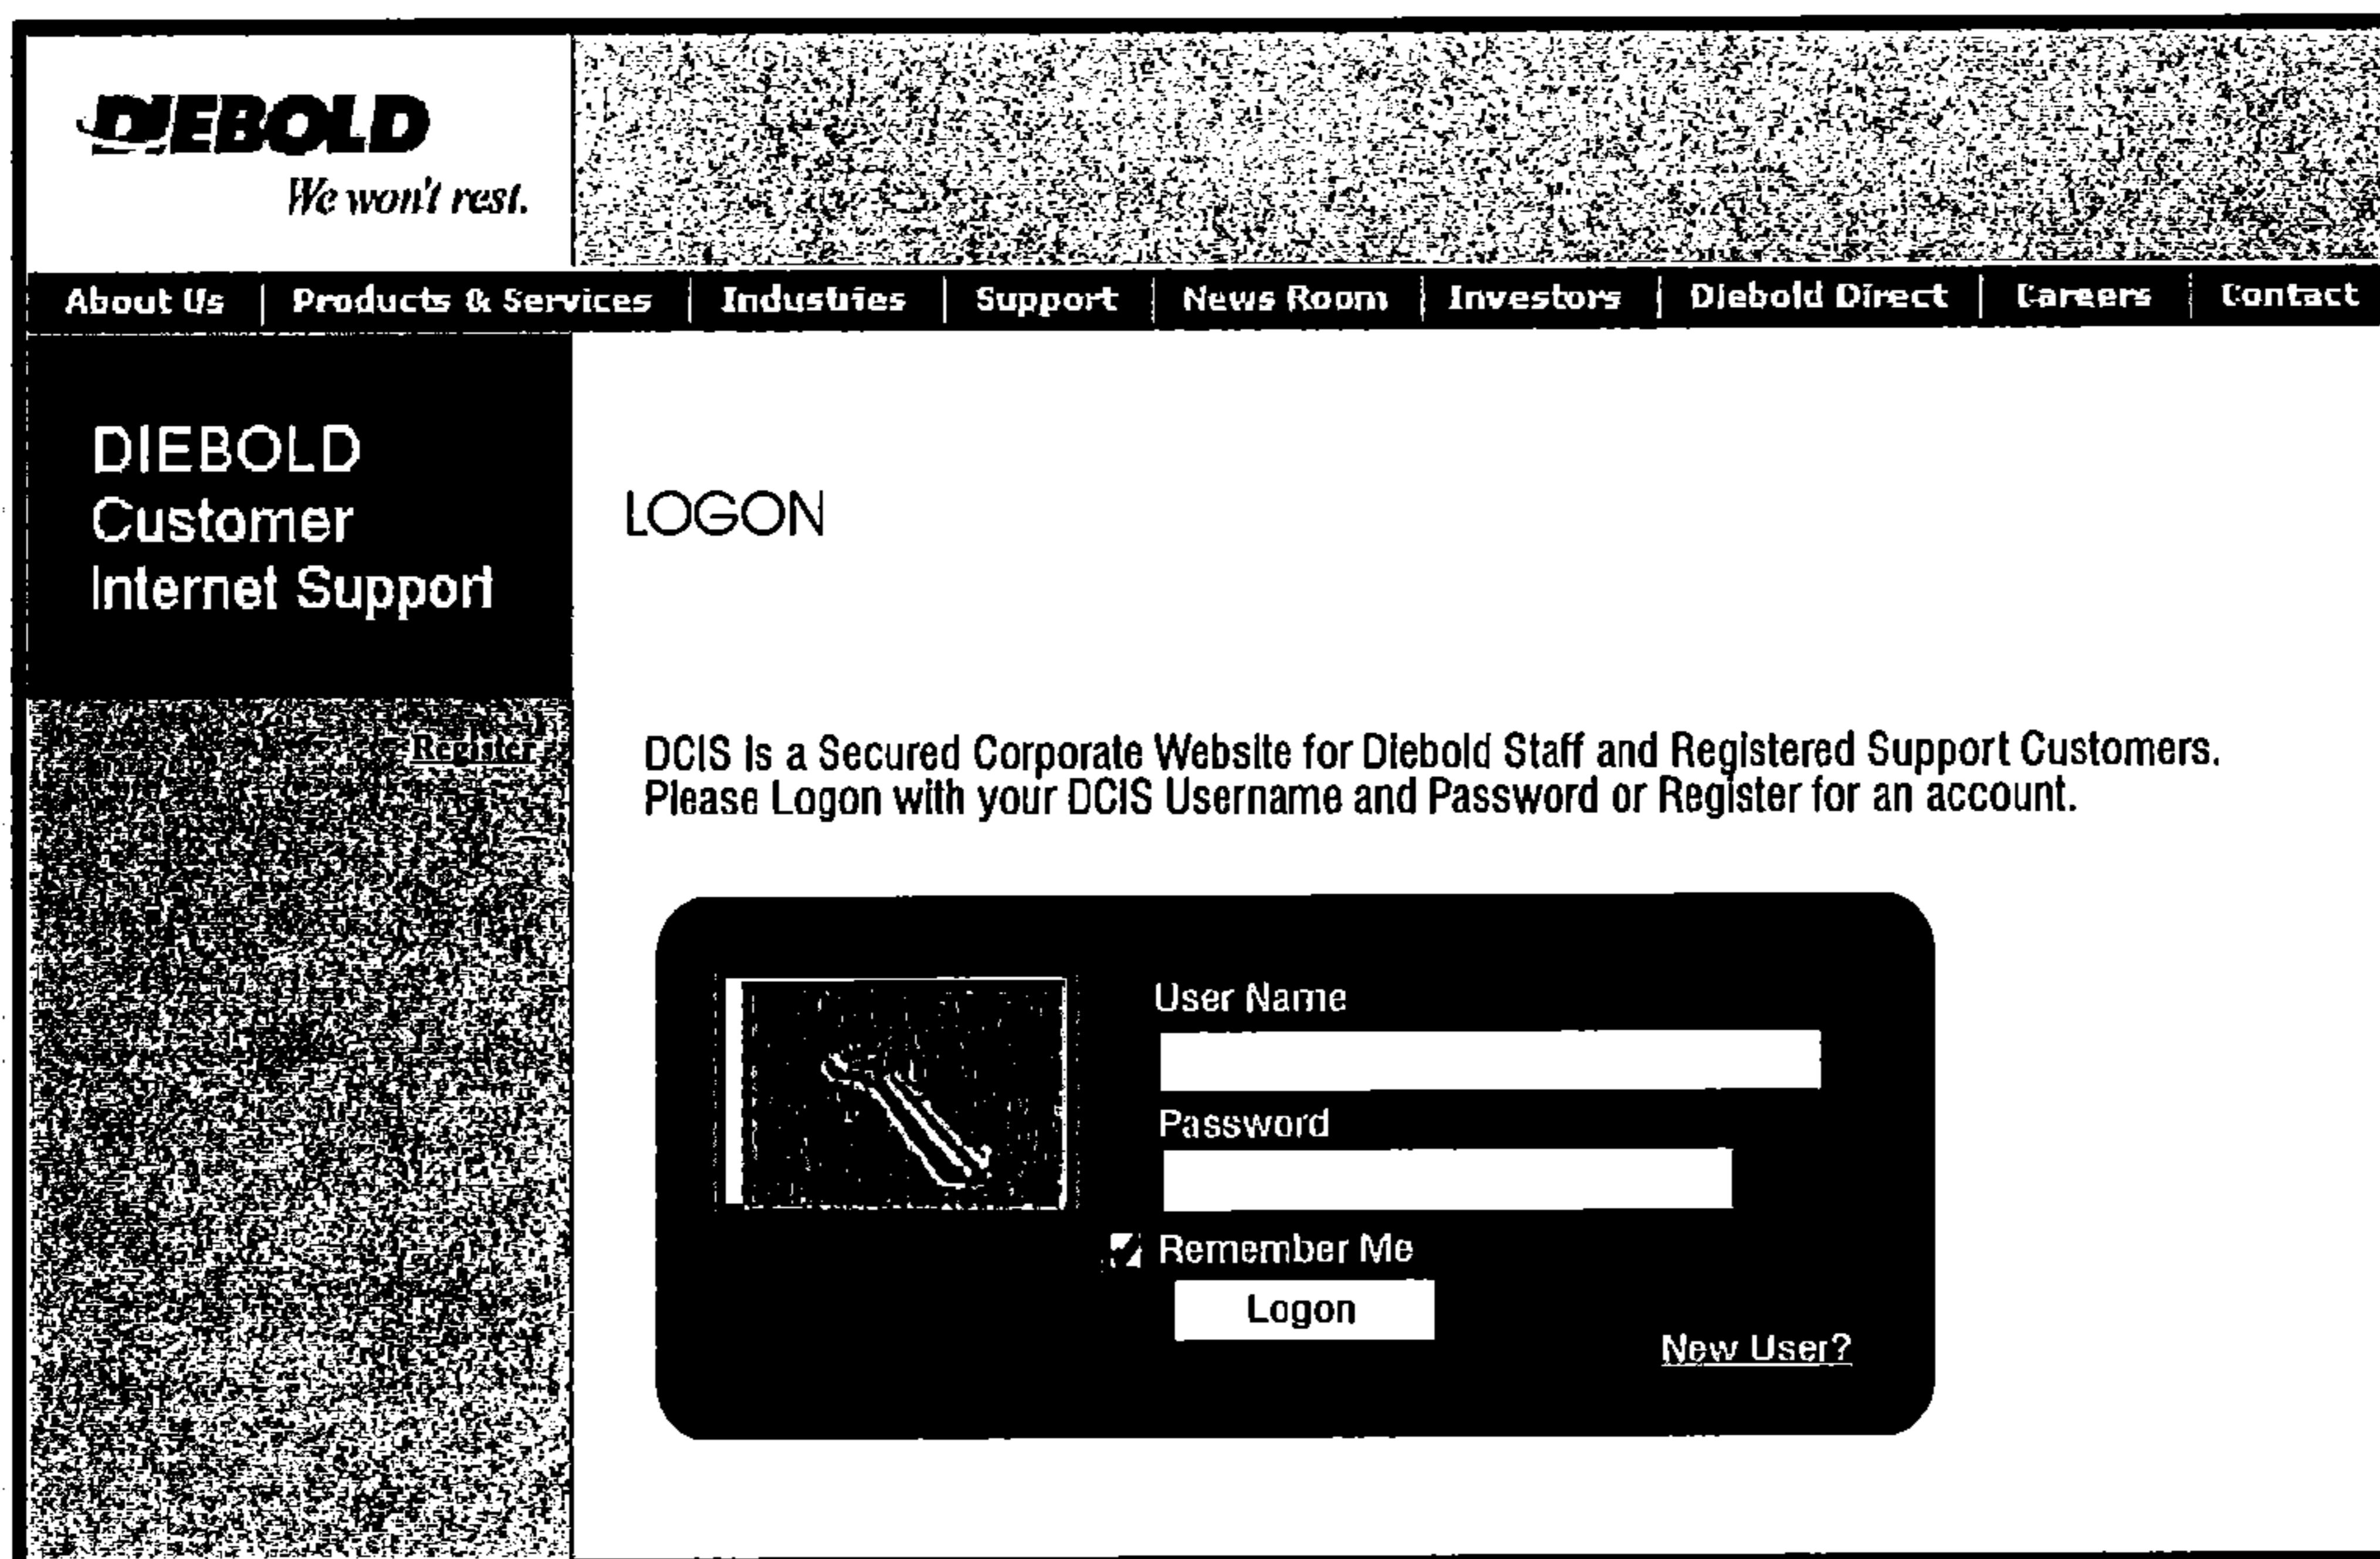 DIEBOLD
We won't rest.
About Us | Products & Services | Industries | Support | News Room | Investors | Diebold Direct | Careers | Contact
DIEBOLD
Customer
Internet Support
LOGON
Register
DCIS Is a Secured Corporate Website for Diebold Staff and Registered Support Customers.
Please Logon with your DCIS Username and Password or Register for an account.
User Name
Password
Remember Me
Logon
New User?